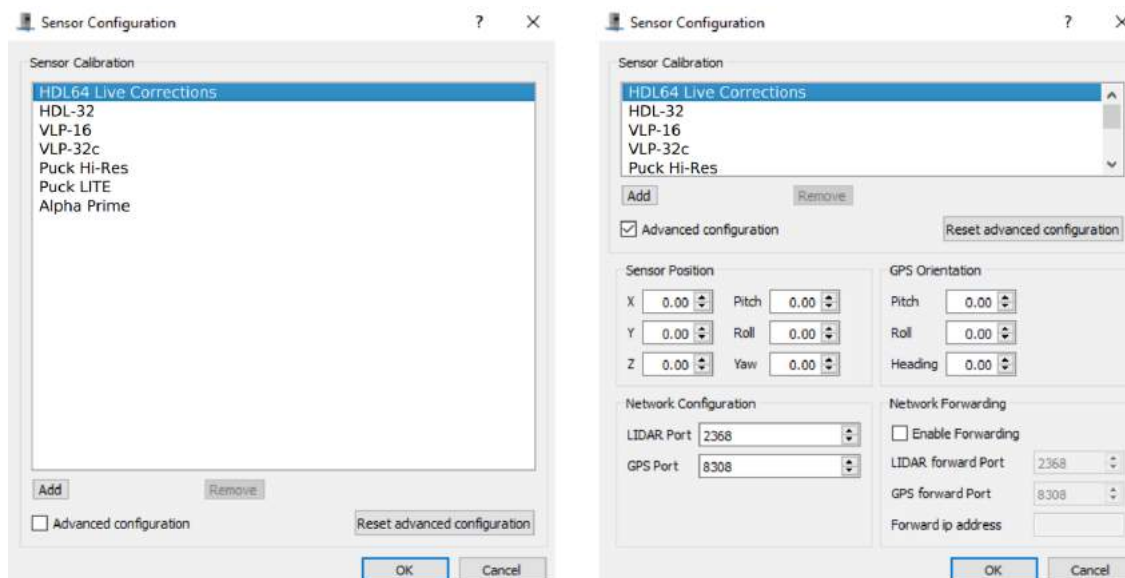 Sensor Configuration ? ×
Sensor Calibration
HDL64 Live Corrections
HDL-32
VLP-16
VLP-32c
Puck Hi-Res
Puck LITE
Alpha Prime
Add Remove
Advanced configuration Reset advanced configuration
OK Cancel
Sensor Configuration ? ×
Sensor Calibration
HDL64 Live Corrections
HDL-32
VLP-16
VLP-32c
Puck Hi-Res
Add Remove
Advanced configuration Reset advanced configuration
Sensor Position GPS Orientation
X 0.00 Pitch 0.00 Pitch 0.00
Y 0.00 Roll 0.00 Roll 0.00
Z 0.00 Yaw 0.00 Heading 0.00
Network Configuration Network Forwarding
LIDAR Port 2368 Enable Forwarding
GPS Port 8308 LIDAR forward Port 2368
GPS forward Port 8308
Forward ip address
OK Cancel